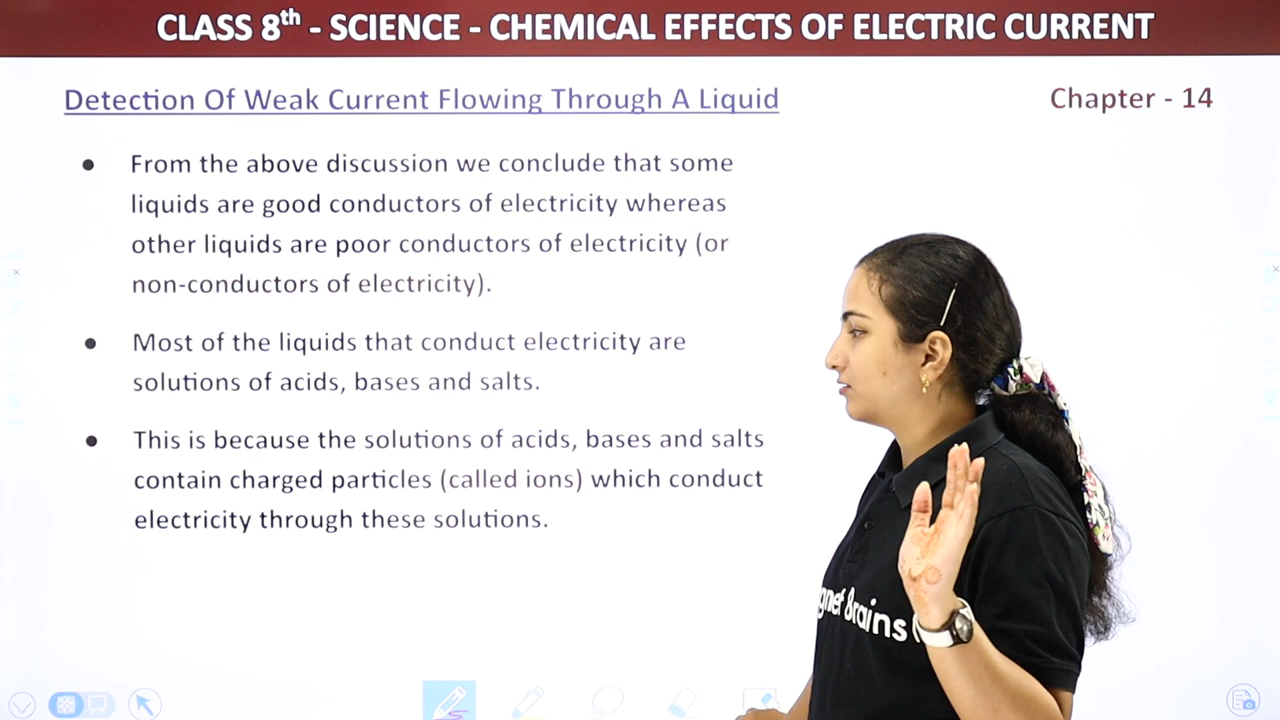 CLASS 8th - SCIENCE - CHEMICAL EFFECTS OF ELECTRIC CURRENT
Detection Of Weak Current Flowing Through A Liquid
Chapter - 14
● From the above discussion we conclude that some
liquids are good conductors of electricity whereas
other liquids are poor conductors of electricity (or
non-conductors of electricity).
● Most of the liquids that conduct electricity are
solutions of acids, bases and salts.
● This is because the solutions of acids, bases and salts
contain charged particles (called ions) which conduct
electricity through these solutions.
gnet Brains